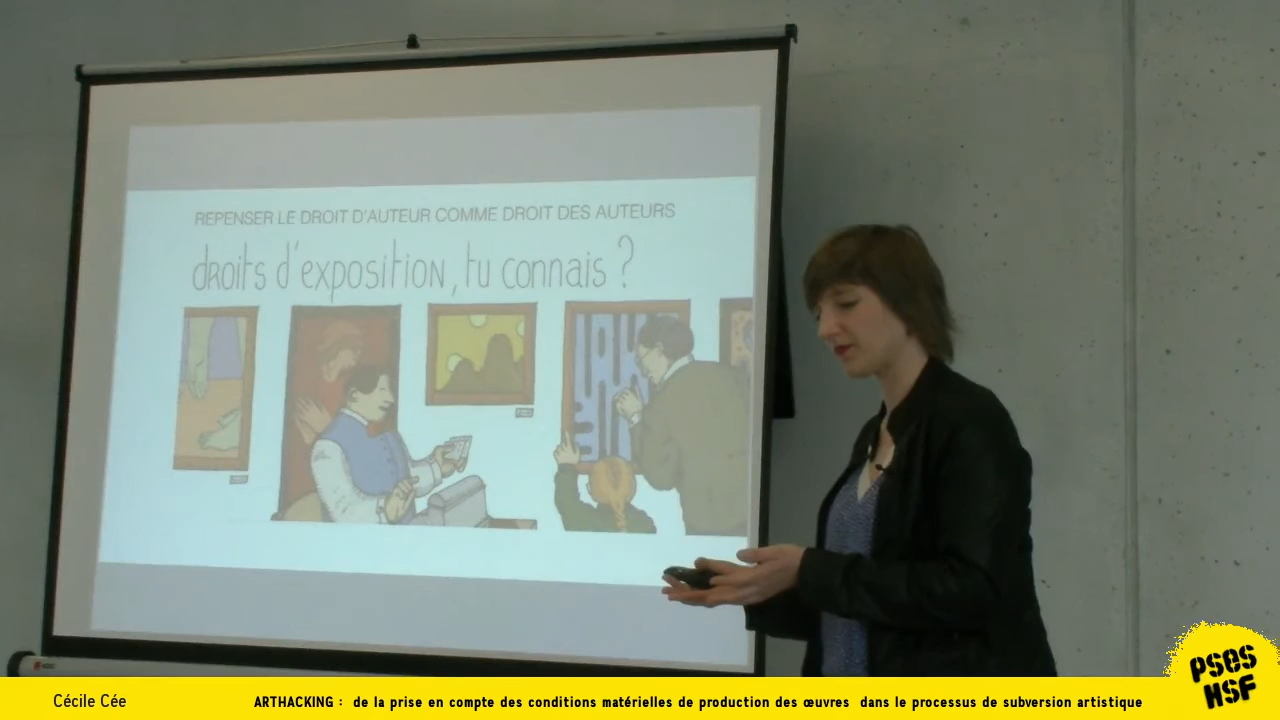 REPENSER LE DROIT D'AUTEUR COMME DROIT DES AUTEURS
droits d'exposition, tu connais ?
PSES
HSF
Cécile Cée
ARTHACKING : de la prise en compte des conditions matérielles de production des œuvres dans le processus de subversion artistique